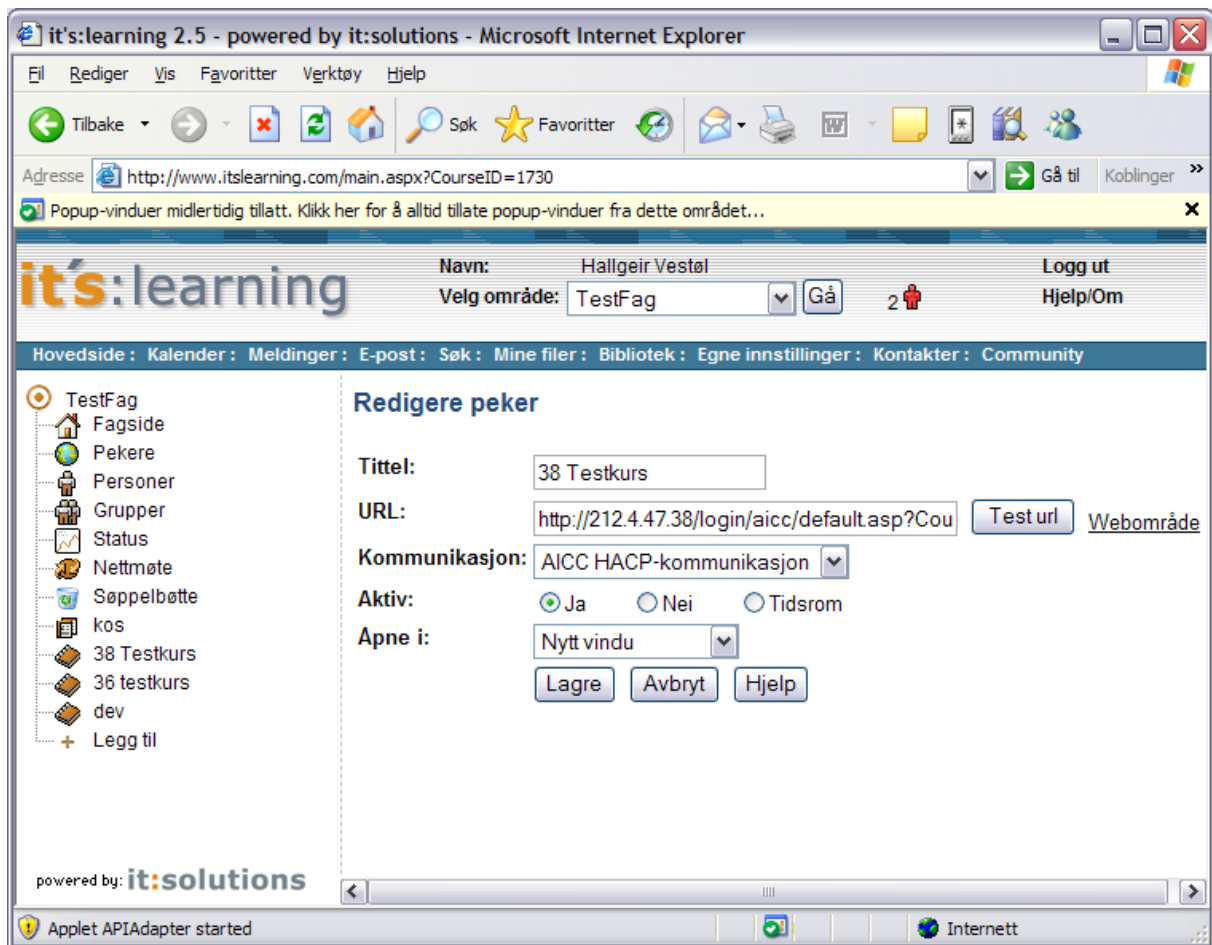 it's:learning 2.5 - powered by it:solutions - Microsoft Internet Explorer
Fil Rediger Vis Favoritter Verktøy Hjelp
Tilbake Søk Favoritter
Adresse http://www.itslearning.com/main.aspx?CourseID=1730 Gå til Koblinger »
Popup-vinduer midlertidig tillatt. Klikk her for å alltid tillate popup-vinduer fra dette området...
it's:learning
Navn: Hallgeir Vestøl
Velg område: TestFag Gå 2
Logg ut
Hjelp/Om
Hovedside : Kalender : Meldinger : E-post : Søk : Mine filer : Bibliotek : Egne innstillinger : Kontakter : Community
TestFag
Fagside
Pekere
Personer
Grupper
Status
Nettmøte
Søppelbøtte
kos
38 Testkurs
36 testkurs
dev
Legg til
powered by: it:solutions
Redigere peker
Tittel: 38 Testkurs
URL: http://212.4.47.38/login/aicc/default.asp?Cou Test url Webområde
Kommunikasjon: AICC HACP-kommunikasjon
Aktiv: Ja Nei Tidsrom
Åpne i: Nytt vindu
Lagre Avbryt Hjelp
Applet APIAdapter started Internett